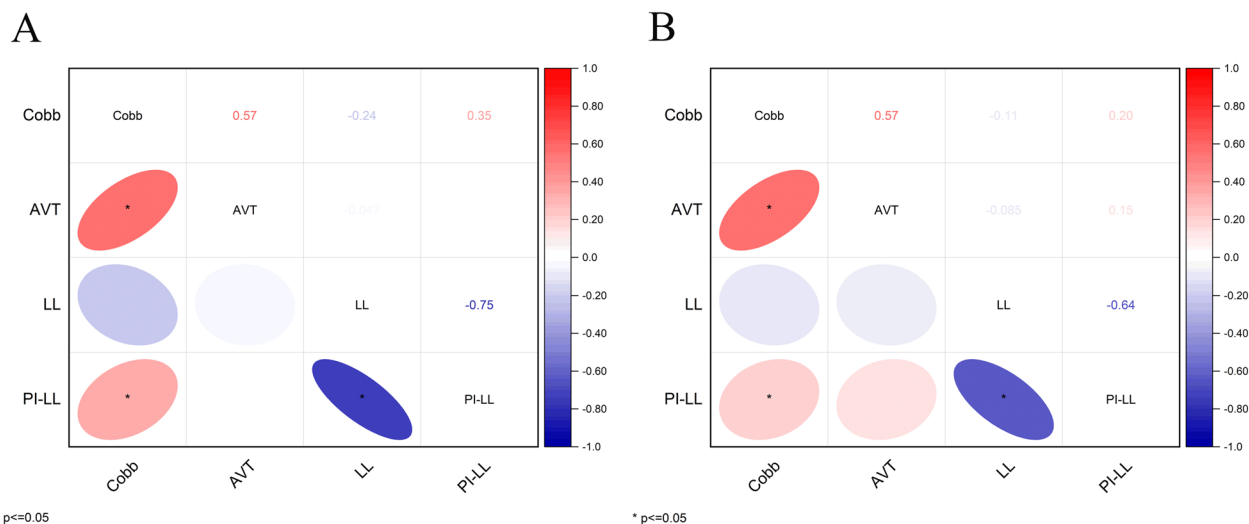 A
Cobb Cobb 0.57 -0.24 0.35
AVT * AVT -0.047
LL LL -0.75
PI-LL * * PI-LL
Cobb AVT LL PI-LL
1.0
0.80
0.60
0.40
0.20
0.0
-0.20
-0.40
-0.60
-0.80
-1.0
p<=0.05
B
Cobb Cobb 0.57 -0.11 0.20
AVT * AVT -0.085 0.15
LL LL -0.64
PI-LL * * PI-LL
Cobb AVT LL PI-LL
1.0
0.80
0.60
0.40
0.20
0.0
-0.20
-0.40
-0.60
-0.80
-1.0
* p<=0.05